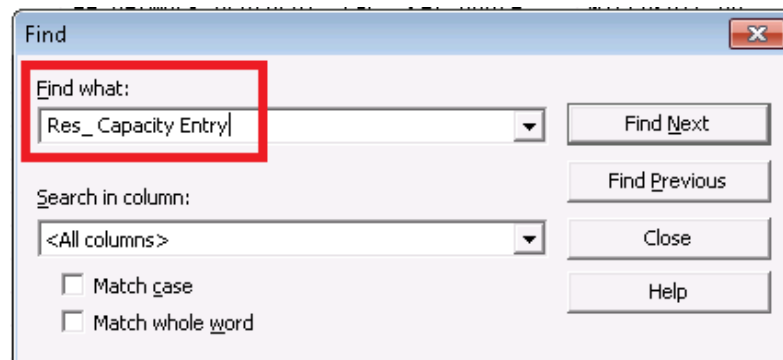 Find
Find what:
Res_ Capacity Entry
Find Next
Find Previous
Search in column:
<All columns>
Close
Match case
Help
Match whole word